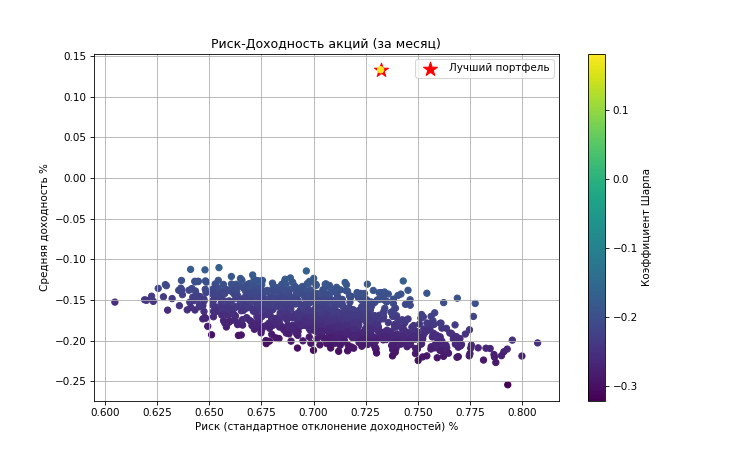 Риск-Доходность акций (за месяц)
Лучший портфель
Средняя доходность %
0.15
0.10
0.05
0.00
−0.05
−0.10
−0.15
−0.20
−0.25
0.600 0.625 0.650 0.675 0.700 0.725 0.750 0.775 0.800
Риск (стандартное отклонение доходностей) %
0.1
0.0
−0.1
−0.2
−0.3
Коэффициент Шарпа